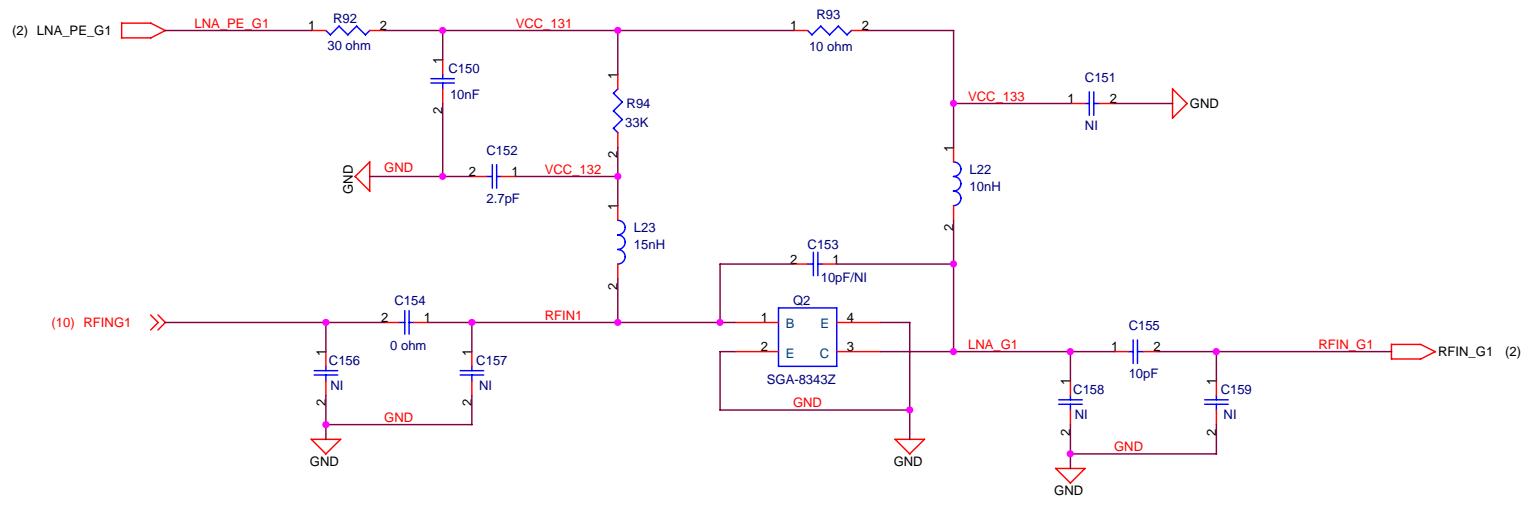 (2) LNA_PE_G1 LNA_PE_G1 1 R92 2 VCC_131 1 R93 2
30 ohm 10 ohm
1 C150 10nF 2
1 R94 33K 2
VCC_133 1 C151 2 GND
NI
GND GND 2 C152 1 VCC_132
2.7pF
1 L22 10nH 2
1 L23 15nH 2
2 C153 1
10pF/NI
(10) RFING1 2 C154 1 RFIN1
0 ohm
Q2
1 B E 4
2 E C 3
SGA-8343Z
GND
GND
1 C156 NI 2
1 C157 NI 2
GND
GND
LNA_G1 1 C155 2 RFIN_G1 RFIN_G1 (2)
10pF
1 C158 NI 2
1 C159 NI 2
GND
GND